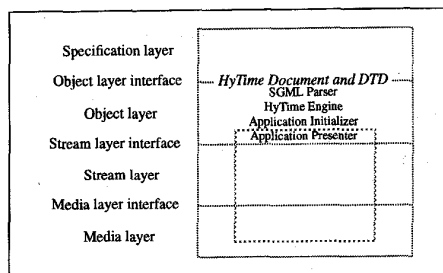 Specification layer
Object layer interface
HyTime Document and DTD
SGML Parser
HyTime Engine
Object layer
Application Initializer
Application Presenter
Stream layer interface
Stream layer
Media layer interface
Media layer